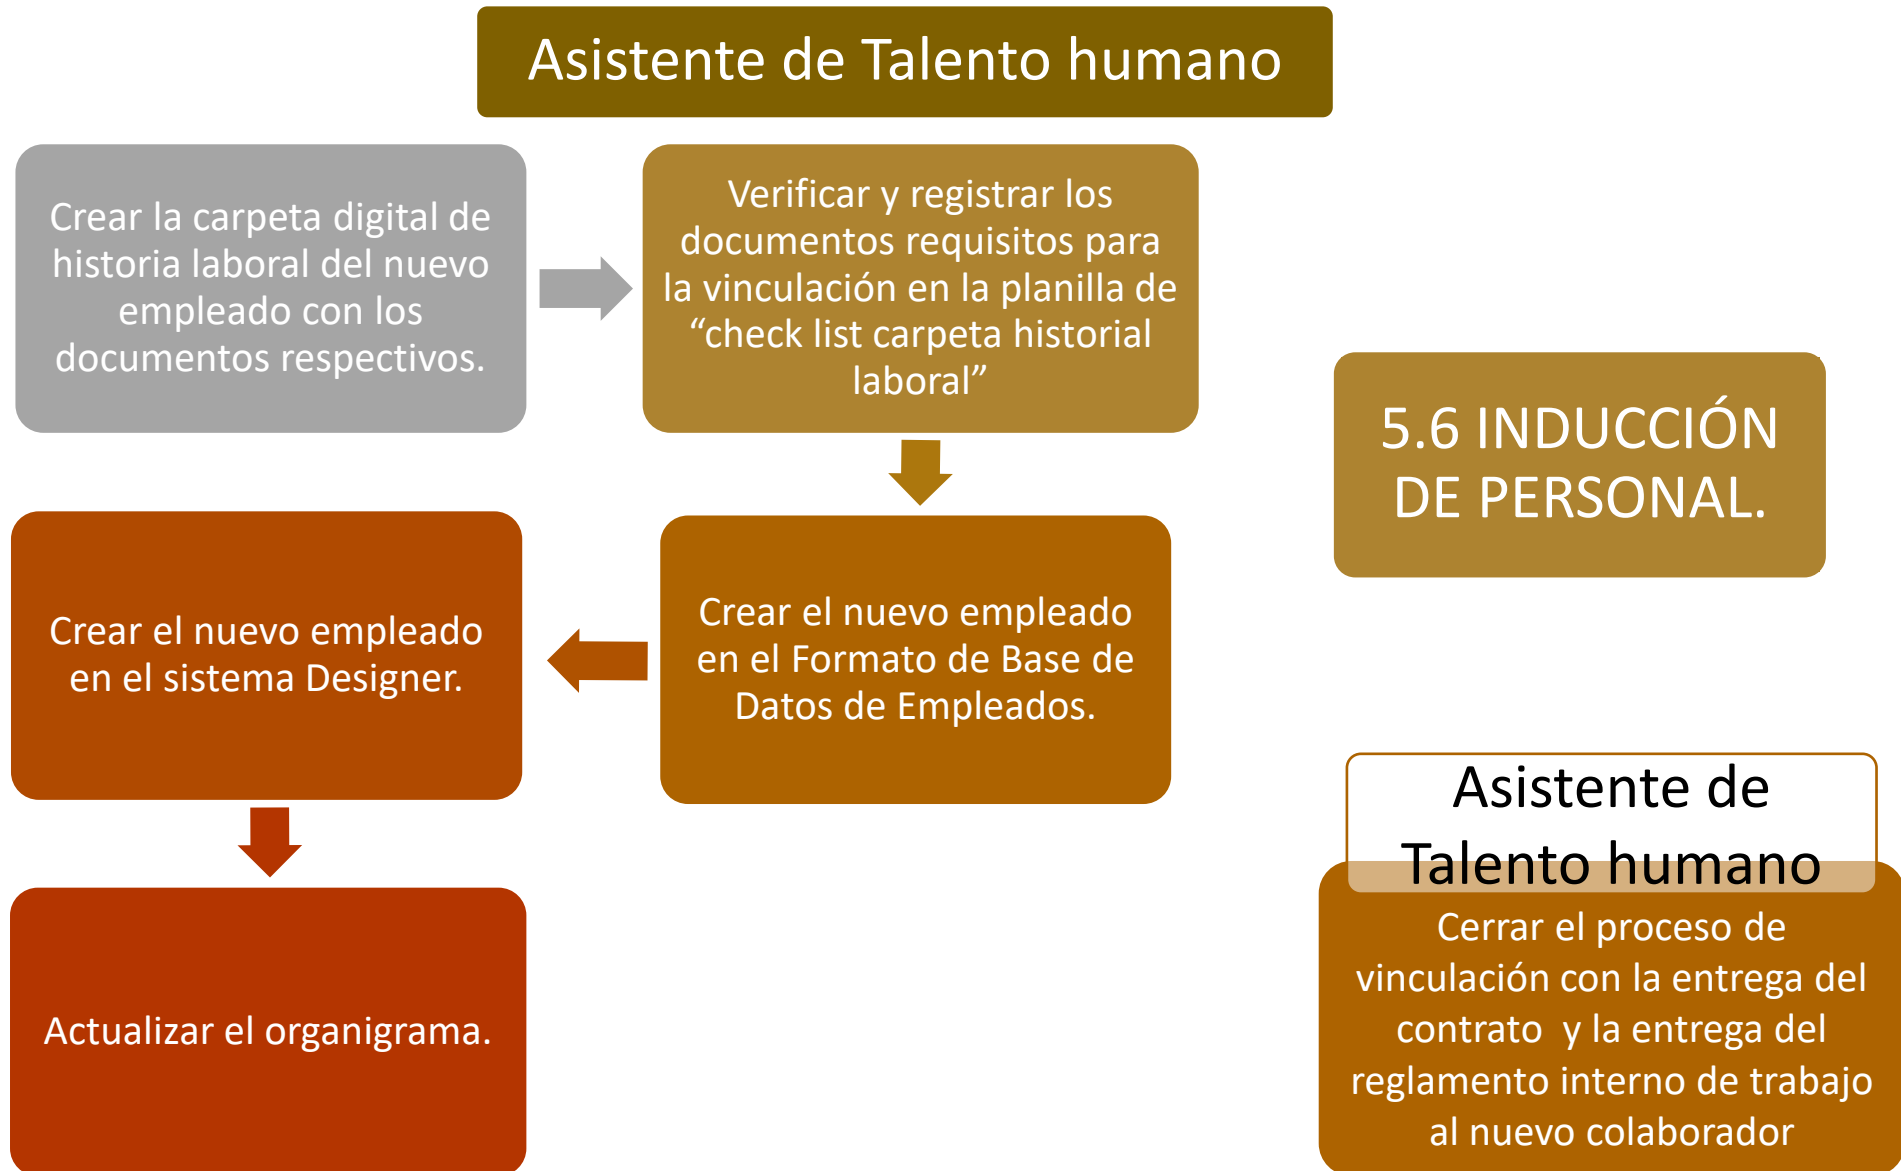 Asistente de Talento humano
Crear la carpeta digital de
historia laboral del nuevo
empleado con los
documentos respectivos.
Verificar y registrar los
documentos requisitos para
la vinculación en la planilla de
“check list carpeta historial
laboral”
Crear el nuevo empleado
en el Formato de Base de
Datos de Empleados.
Crear el nuevo empleado
en el sistema Designer.
Actualizar el organigrama.
5.6 INDUCCIÓN
DE PERSONAL.
Asistente de
Talento humano
Cerrar el proceso de
vinculación con la entrega del
contrato  y la entrega del
reglamento interno de trabajo
al nuevo colaborador